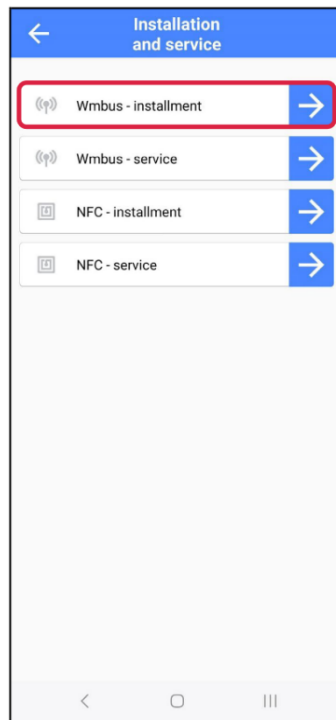 Installation
and service
Wmbus - installment
Wmbus - service
NFC - installment
NFC - service